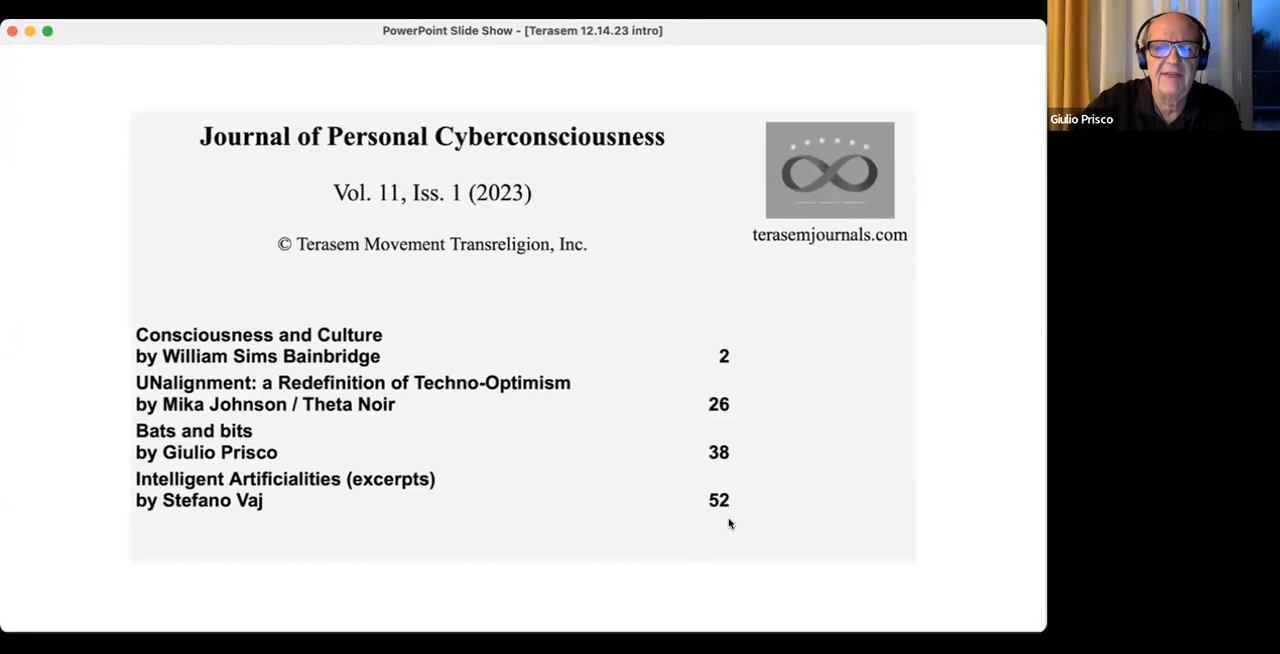 PowerPoint Slide Show - [Terasem 12.14.23 intro]
Giulio Prisco
Journal of Personal Cyberconsciousness
Vol. 11, Iss. 1 (2023)
terasemjournals.com
© Terasem Movement Transreligion, Inc.
Consciousness and Culture
by William Sims Bainbridge 2
UNalignment: a Redefinition of Techno-Optimism
by Mika Johnson / Theta Noir 26
Bats and bits
by Giulio Prisco 38
Intelligent Artificialities (excerpts)
by Stefano Vaj 52